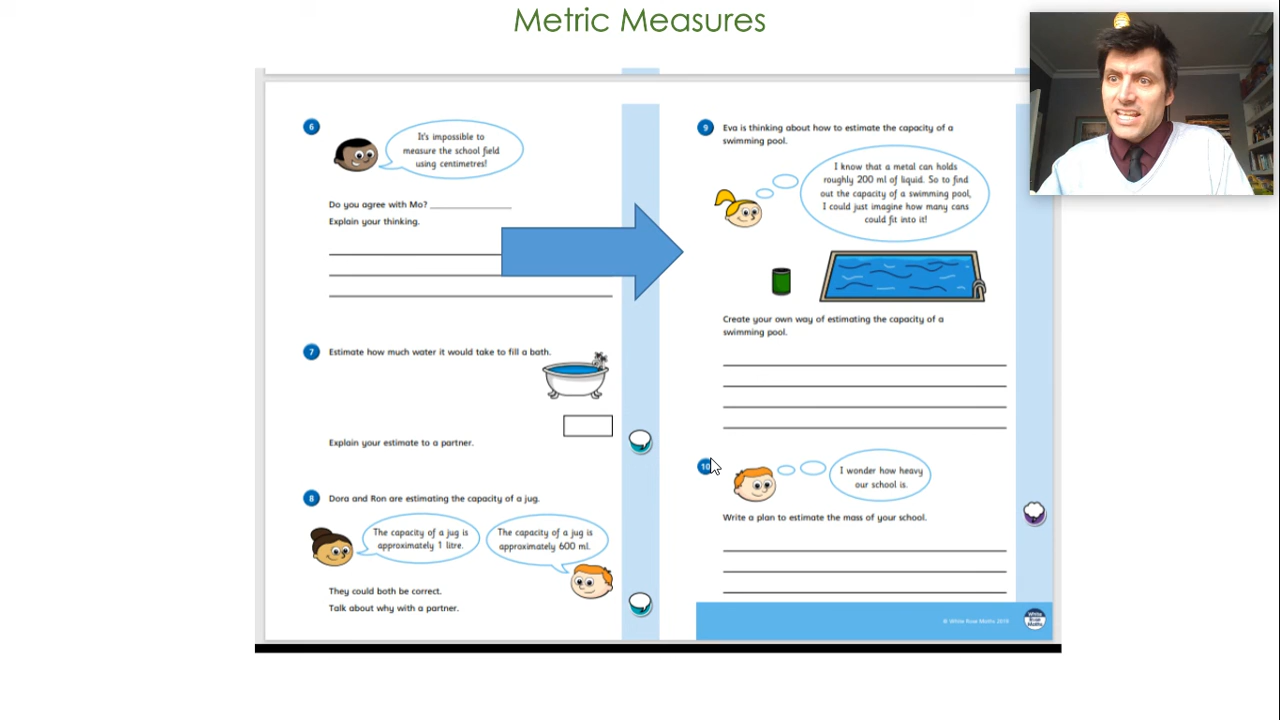 Metric Measures
6
It's impossible to
measure the school field
using centimetres!
Do you agree with Mo?
Explain your thinking.
7
Estimate how much water it would take to fill a bath.
Explain your estimate to a partner.
8
Dora and Ron are estimating the capacity of a jug.
The capacity of a jug is
approximately 1 litre.
The capacity of a jug is
approximately 600 ml.
They could both be correct.
Talk about why with a partner.
9
Eva is thinking about how to estimate the capacity of a
swimming pool.
I know that a metal can holds
roughly 200 ml of liquid. So to find
out the capacity of a swimming pool,
I could just imagine how many cans
could fit into it!
Create your own way of estimating the capacity of a
swimming pool.
10
I wonder how heavy
our school is.
Write a plan to estimate the mass of your school.
© White Rose Maths 2019
White
Rose
Maths